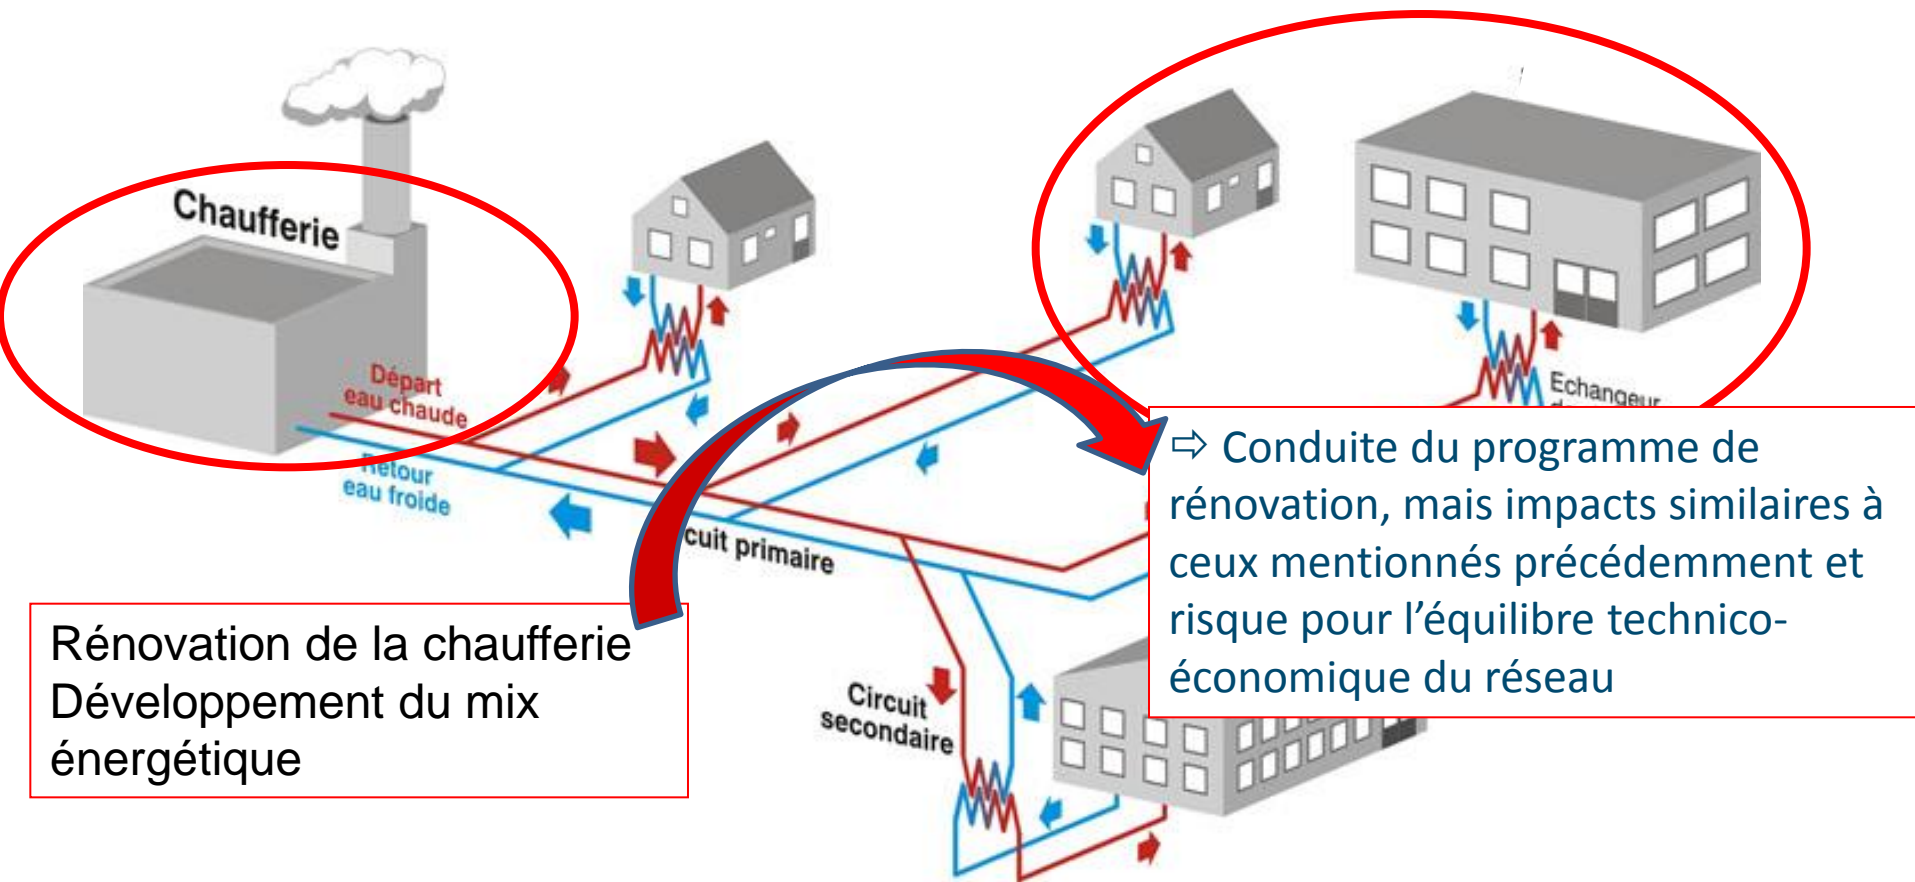 Chaufferie
Départ
eau chaude
Retour
eau froide
Echangeur
cuit primaire
⇨ Conduite du programme de
rénovation, mais impacts similaires à
ceux mentionnés précédemment et
risque pour l’équilibre technico-
économique du réseau
Rénovation de la chaufferie
Développement du mix
énergétique
Circuit
secondaire